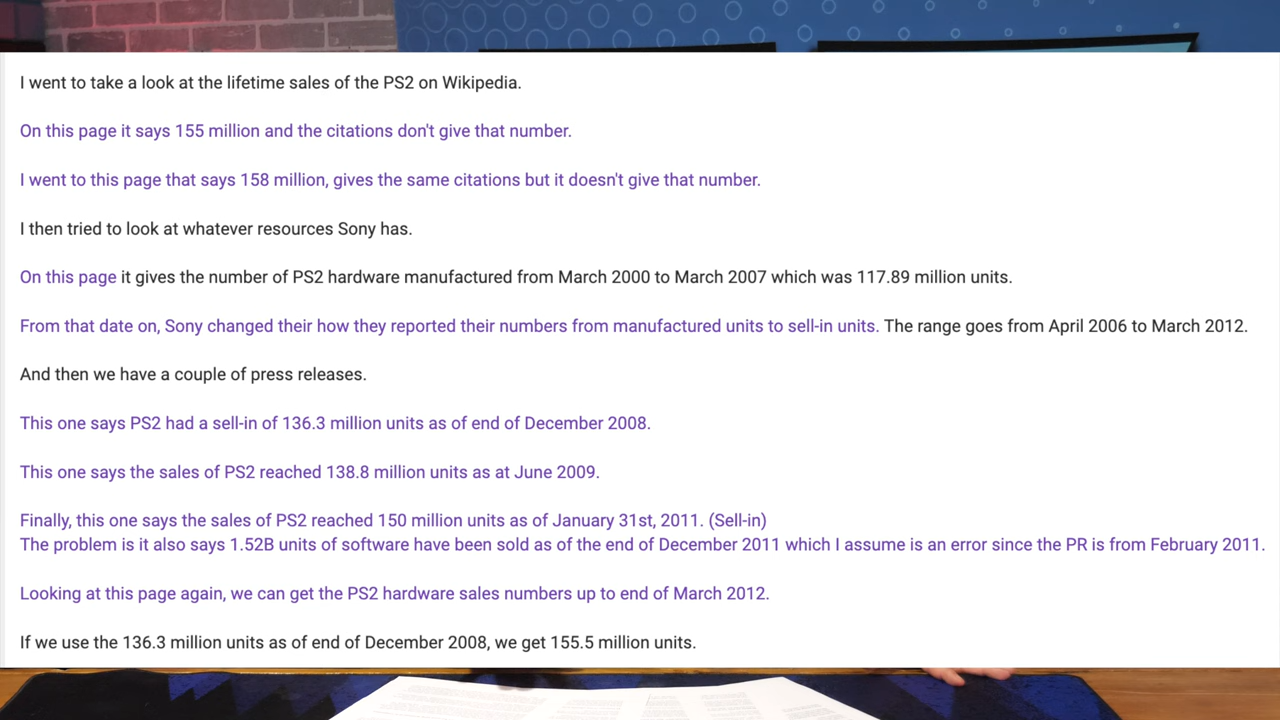 I went to take a look at the lifetime sales of the PS2 on Wikipedia.
On this page it says 155 million and the citations don't give that number.
I went to this page that says 158 million, gives the same citations but it doesn't give that number.
I then tried to look at whatever resources Sony has.
On this page it gives the number of PS2 hardware manufactured from March 2000 to March 2007 which was 117.89 million units.
From that date on, Sony changed their how they reported their numbers from manufactured units to sell-in units. The range goes from April 2006 to March 2012.
And then we have a couple of press releases.
This one says PS2 had a sell-in of 136.3 million units as of end of December 2008.
This one says the sales of PS2 reached 138.8 million units as at June 2009.
Finally, this one says the sales of PS2 reached 150 million units as of January 31st, 2011. (Sell-in)
The problem is it also says 1.52B units of software have been sold as of the end of December 2011 which I assume is an error since the PR is from February 2011.
Looking at this page again, we can get the PS2 hardware sales numbers up to end of March 2012.
If we use the 136.3 million units as of end of December 2008, we get 155.5 million units.